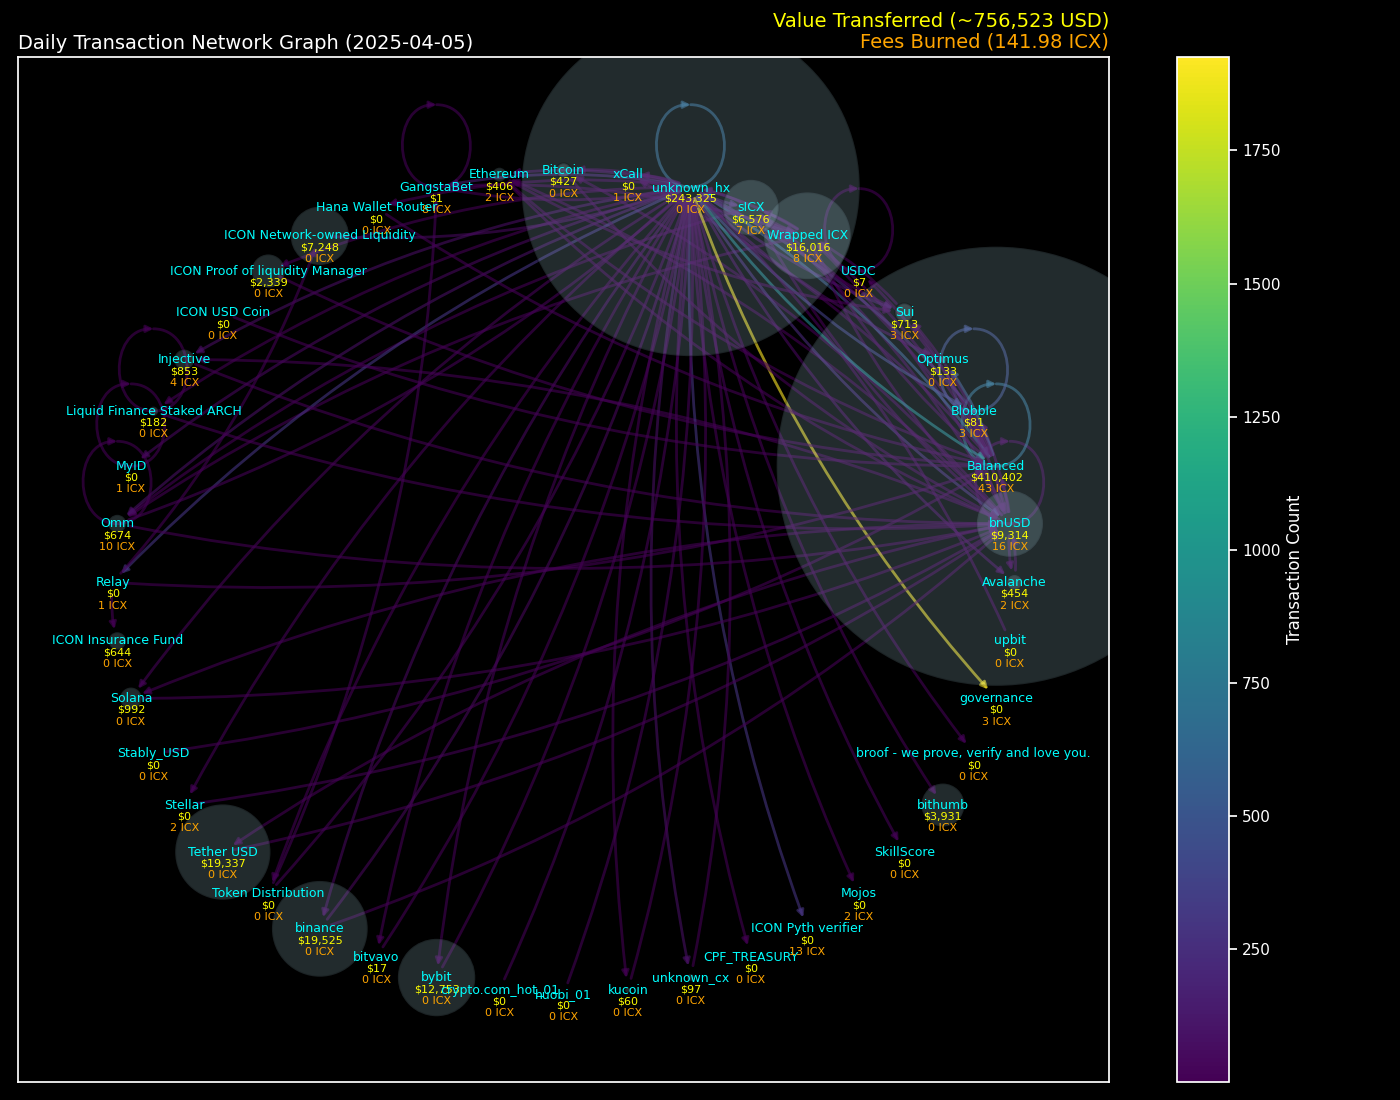 Value Transferred (~756,523 USD)
Daily Transaction Network Graph (2025-04-05)
Fees Burned (141.98 ICX)
Bitcoin
$427
0 ICX
Ethereum
$406
2 ICX
xCall
$0
1 ICX
GangstaBet
$1
8 ICX
unknown_hx
$243,325
0 ICX
Hana Wallet Router
$0
0 ICX
sICX
$6,576
7 ICX
ICON Network-owned Liquidity
$7,248
0 ICX
Wrapped ICX
$16,016
8 ICX
ICON Proof of liquidity Manager
$2,339
0 ICX
USDC
$7
0 ICX
ICON USD Coin
$0
0 ICX
Sui
$713
3 ICX
Injective
$853
4 ICX
Optimus
$133
0 ICX
Liquid Finance Staked ARCH
$182
0 ICX
Blobble
$81
3 ICX
MyID
$0
1 ICX
Balanced
$410,402
43 ICX
Omm
$674
10 ICX
bnUSD
$9,314
16 ICX
Relay
$0
1 ICX
Avalanche
$454
2 ICX
ICON Insurance Fund
$644
0 ICX
upbit
$0
0 ICX
Solana
$992
0 ICX
governance
$0
3 ICX
Stably_USD
$0
0 ICX
broof - we prove, verify and love you.
$0
0 ICX
Stellar
$0
2 ICX
bithumb
$3,931
0 ICX
Tether USD
$19,337
0 ICX
SkillScore
$0
0 ICX
Token Distribution
$0
0 ICX
Mojos
$0
2 ICX
binance
$19,525
0 ICX
ICON Pyth verifier
$0
13 ICX
bitvavo
$17
0 ICX
CPF_TREASURY
$0
0 ICX
bybit
$12,753
0 ICX
crypto.com_hot_01
$0
0 ICX
huobi_01
$0
0 ICX
kucoin
$60
0 ICX
unknown_cx
$97
0 ICX
1750
1500
1250
1000
750
500
250
Transaction Count